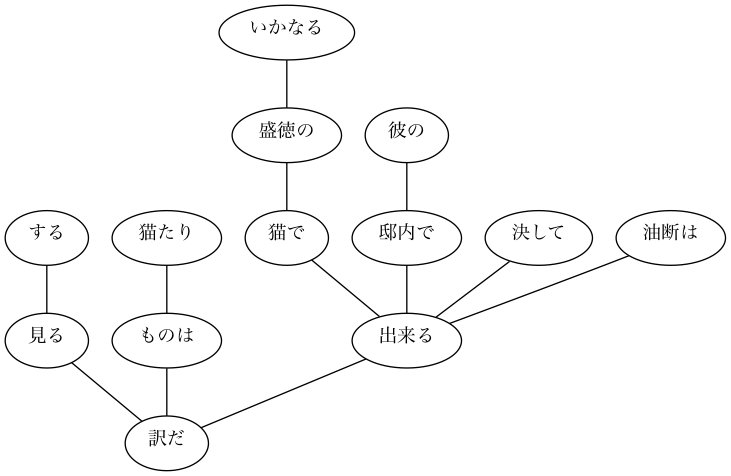 いかなる
盛徳の
彼の
する
猫たり
猫で
邸内で
決して
油断は
見る
ものは
出来る
訳だ